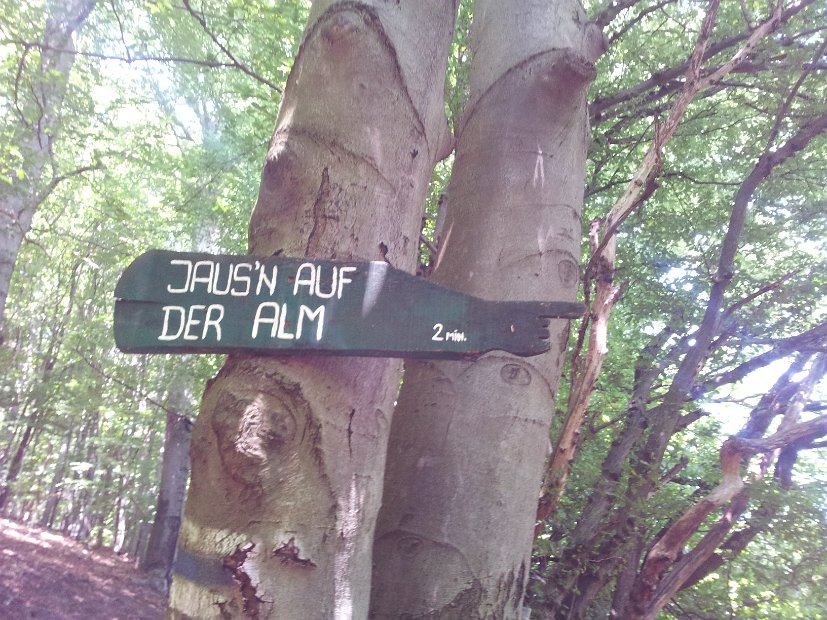 JAUS'N AUF
DER ALM
2 MIN.